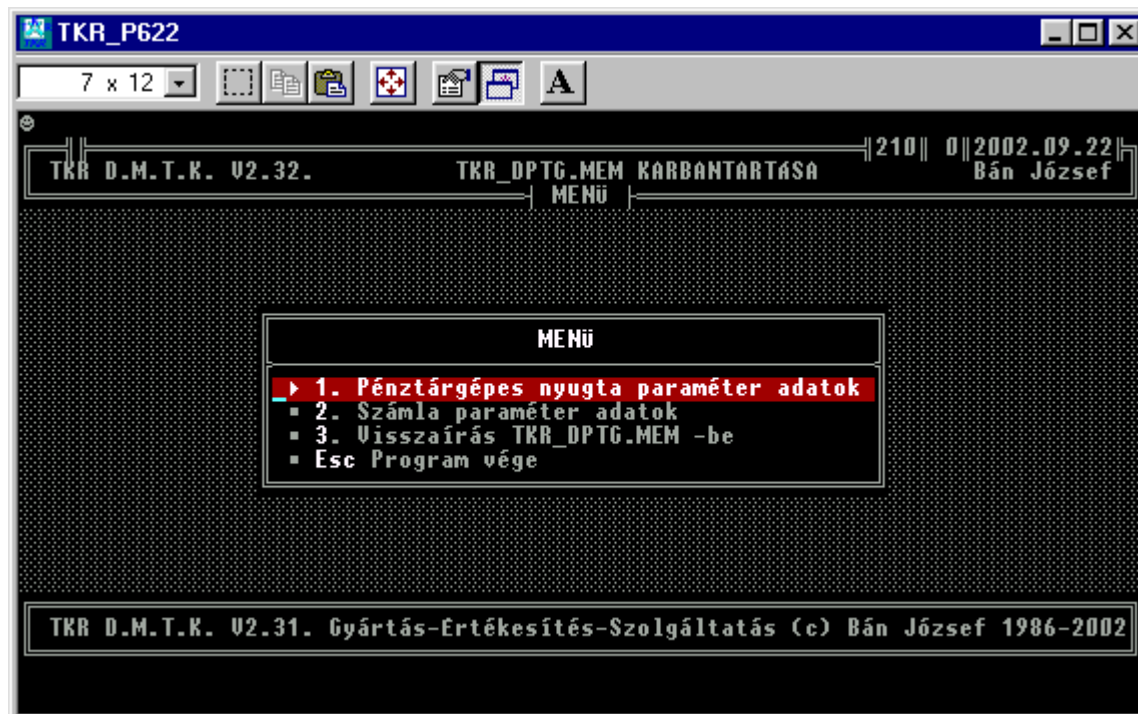 TKR_P622
7 x 12
A
210 0 2002.09.22
TKR D.M.T.K. V2.32. TKR_DPTG.MEM KARBANTARTáSA Bán József
MENü
MENü
1. Pénztárgépes nyugta paraméter adatok
2. Számla paraméter adatok
3. Visszaírás TKR_DPTG.MEM -be
Esc Program vége
TKR D.M.T.K. V2.31. Gyártás-Értékesítés-Szolgáltatás (c) Bán József 1986-2002